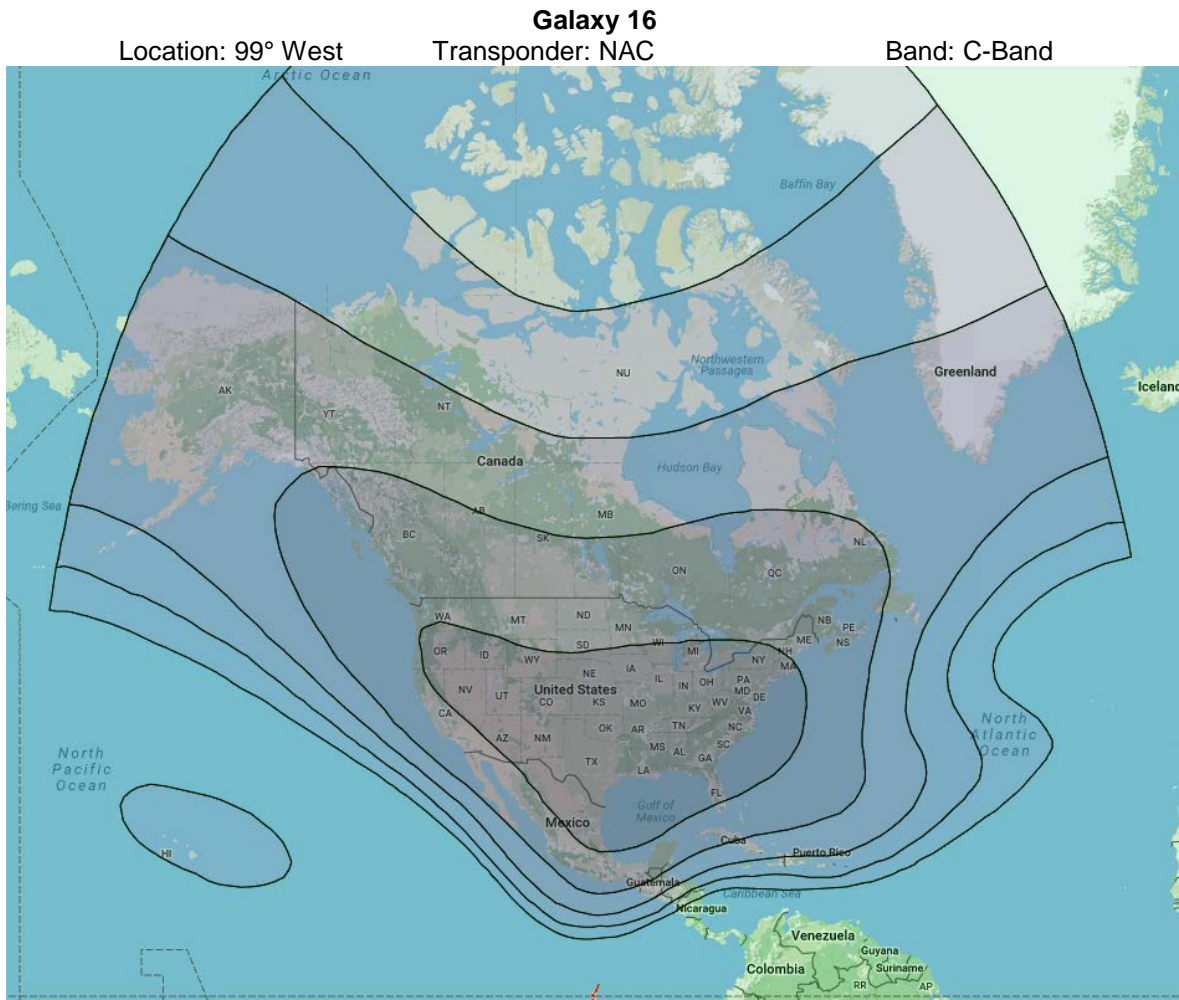 Galaxy 16
Location: 99° West Transponder: NAC Band: C-Band
Arctic Ocean
Baffin Bay
Northwestern
Passages
NU
Greenland
Iceland
AK
YT
NT
Canada
Hudson Bay
Bering Sea
AB
BC
SK
MB
ON
QC
NL
NB
PE
NS
ME
WA
MT
ND
MN
OR
ID
WY
SD
WI
MI
NY
NH
MA
NE
IA
IL
IN
OH
PA
MD
DE
NV
UT
CO
United States
KS
MO
KY
WV
VA
CA
AZ
NM
OK
AR
TN
NC
SC
MS
AL
GA
TX
LA
FL
Gulf of
Mexico
Mexico
North
Pacific
Ocean
North
Atlantic
Ocean
HI
Cuba
Puerto Rico
Guatemala
Caribbean Sea
Nicaragua
Venezuela
Guyana
Colombia
Suriname
RR
AP